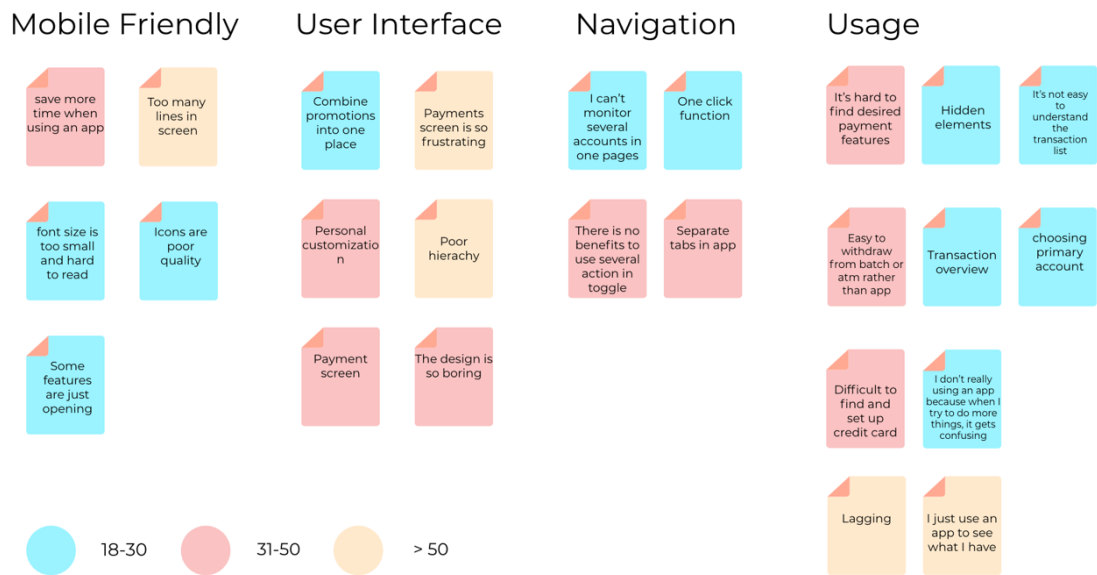 Mobile Friendly
User Interface
Navigation
Usage
save more
time when
using an app
Too many
lines in
screen
font size is
too small
and hard
to read
Icons are
poor
quality
Some
features
are just
opening
Combine
promotions
into one
place
Payments
screen is so
frustrating
Personal
customizatio
n
Poor
hierachy
Payment
screen
The design is
so boring
I can't
monitor
several
accounts in
one pages
One click
function
There is no
benefits to
use several
action in
toggle
Separate
tabs in app
It's hard to
find desired
payment
features
Hidden
elements
It's not easy
to
understand
the
transaction
list
Easy to
withdraw
from batch or
atm rather
than app
Transaction
overview
choosing
primary
account
Difficult to
find and
set up
credit card
I don't really
using an app
because when I
try to do more
things, it gets
confusing
Lagging
I just use an
app to see
what I have
18-30
31-50
> 50